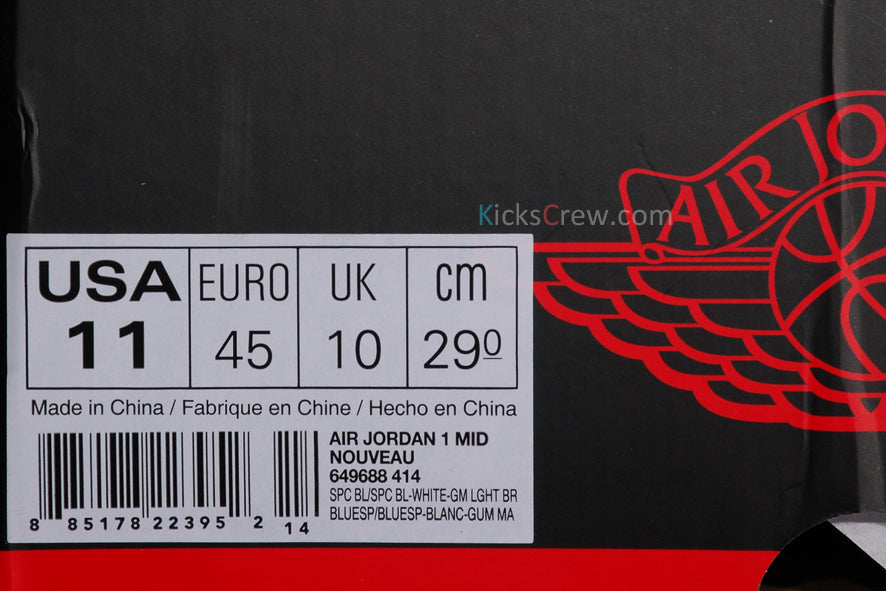 AIR JO
KicksCrew.com
USA EURO UK cm
11 45 10 29 0
Made in China / Fabrique en Chine / Hecho en China
AIR JORDAN 1 MID
NOUVEAU
649688 414
SPC BL/SPC BL-WHITE-GM LGHT BR
BLUESP/BLUESP-BLANC-GUM MA
8 85178 22395 2 14